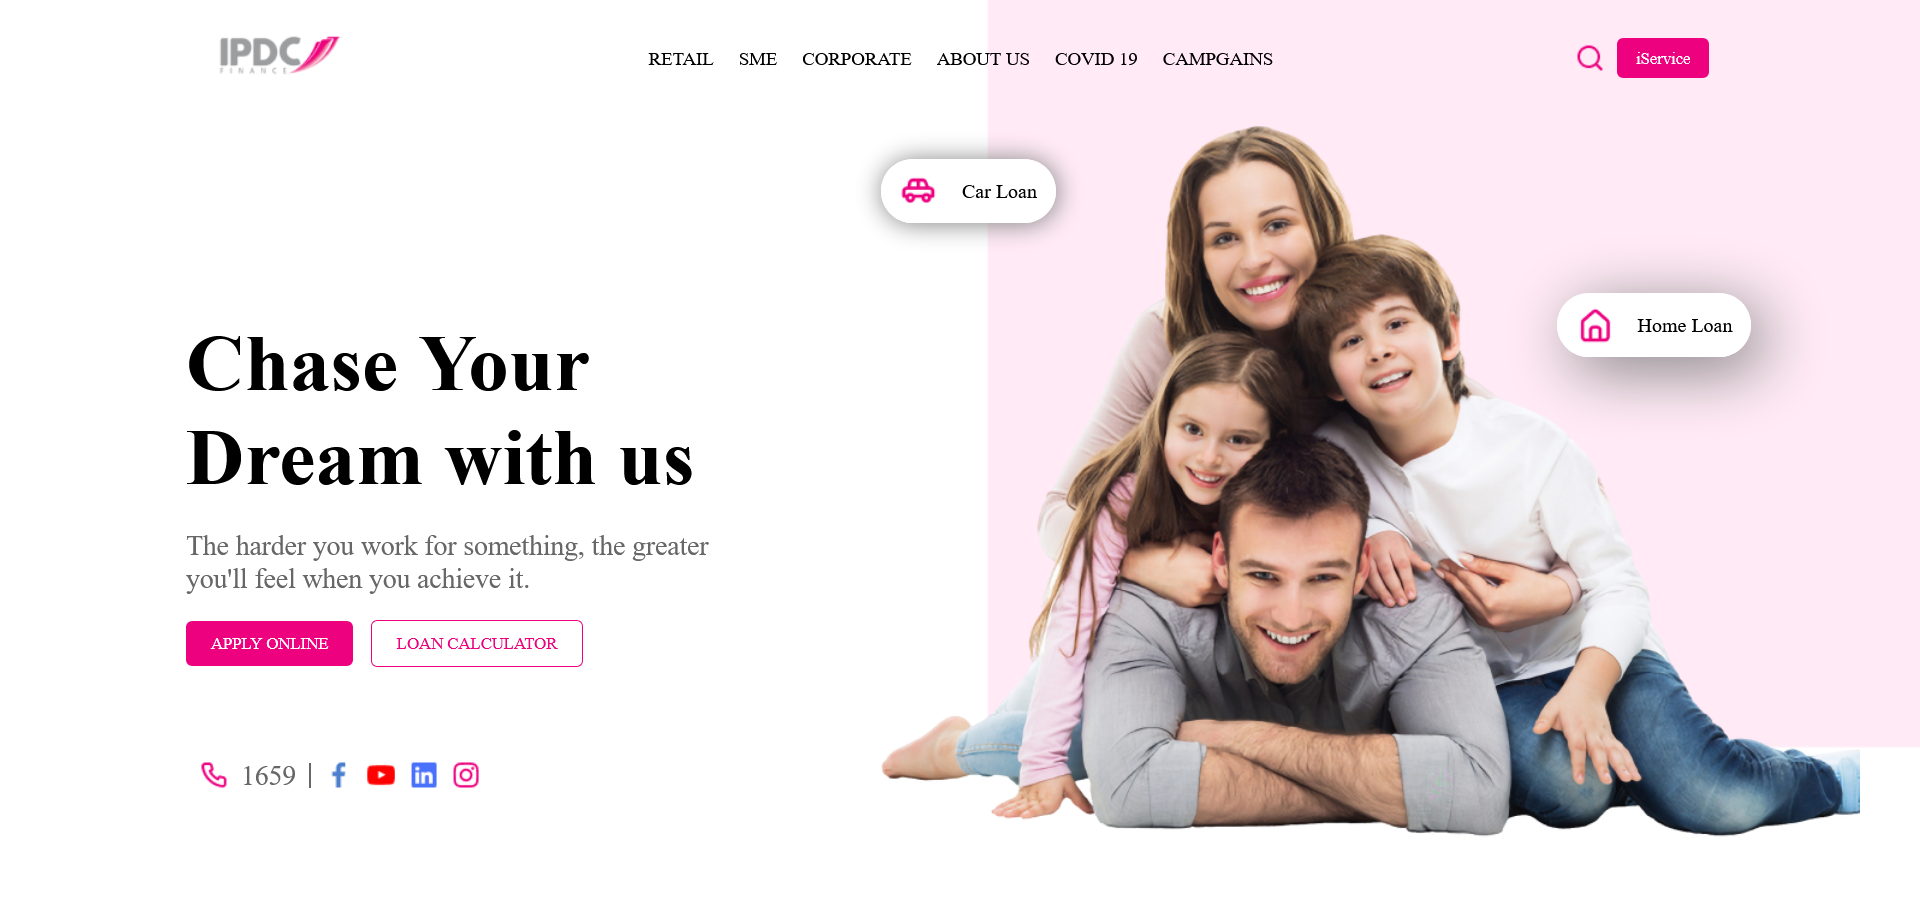 IPDC
FINANCE
RETAIL SME CORPORATE ABOUT US COVID 19 CAMPGAINS
iService
Car Loan
Home Loan
Chase Your
Dream with us
The harder you work for something, the greater
you'll feel when you achieve it.
APPLY ONLINE LOAN CALCULATOR
1659 |